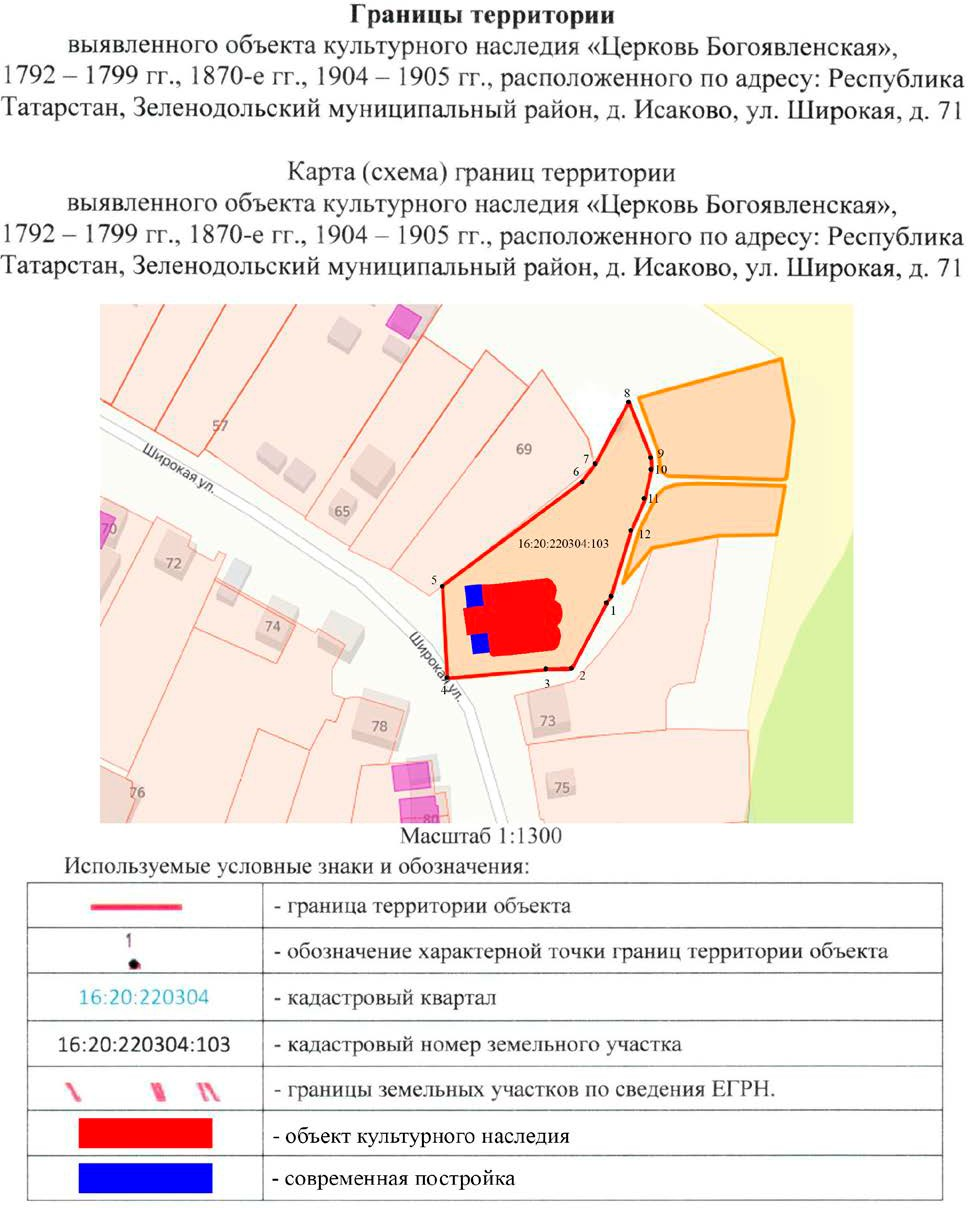 Границы территории
выявленного объекта культурного наследия «Церковь Богоявленская»,
1792 – 1799 гг., 1870-е гг., 1904 – 1905 гг., расположенного по адресу: Республика
Татарстан, Зеленодольский муниципальный район, д. Исаково, ул. Широкая, д. 71
Карта (схема) границ территории
выявленного объекта культурного наследия «Церковь Богоявленская»,
1792 – 1799 гг., 1870-е гг., 1904 – 1905 гг., расположенного по адресу: Республика
Татарстан, Зеленодольский муниципальный район, д. Исаково, ул. Широкая, д. 71
8
57
Широкая ул.
69
7
9
6
10
65
11
70
12
16:20:220304:103
72
5
1
74
Широкая ул.
2
3
4
73
78
75
76
80
Масштаб 1:1300
Используемые условные знаки и обозначения:
- граница территории объекта
1
- обозначение характерной точки границ территории объекта
16:20:220304
- кадастровый квартал
16:20:220304:103
- кадастровый номер земельного участка
- границы земельных участков по сведения ЕГРН.
- объект культурного наследия
- современная постройка